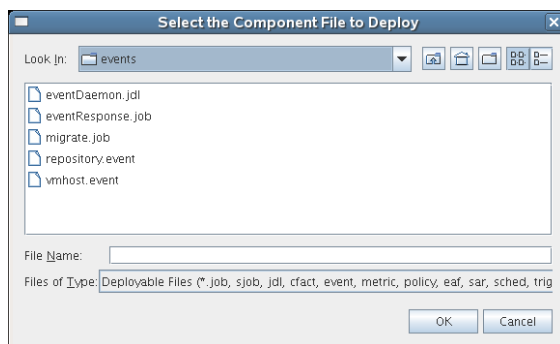 Select the Component File to Deploy
Look In: events
eventDaemon.jdl
eventResponse.job
migrate.job
repository.event
vmhost.event
File Name:
Files of Type: Deployable Files (*.job, sjob, jdl, cfact, event, metric, policy, eaf, sar, sched, trig
OK Cancel